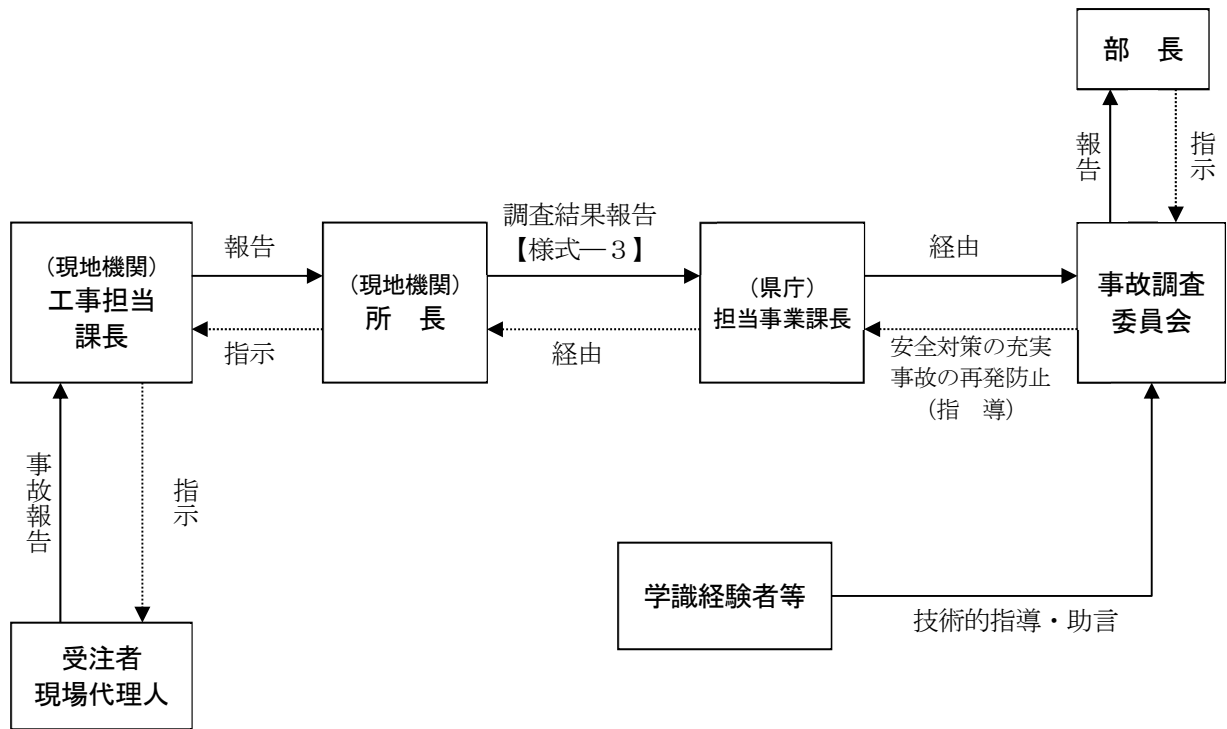 部　長
報告
指示
調査結果報告
【様式―３】
報告
経由
（現地機関）
工事担当
課長
（現地機関）
所　長
（県庁）
担当事業課長
事故調査
委員会
指示
経由
安全対策の充実
事故の再発防止
（指　導）
事故報告
指示
学識経験者等
技術的指導・助言
受注者
現場代理人